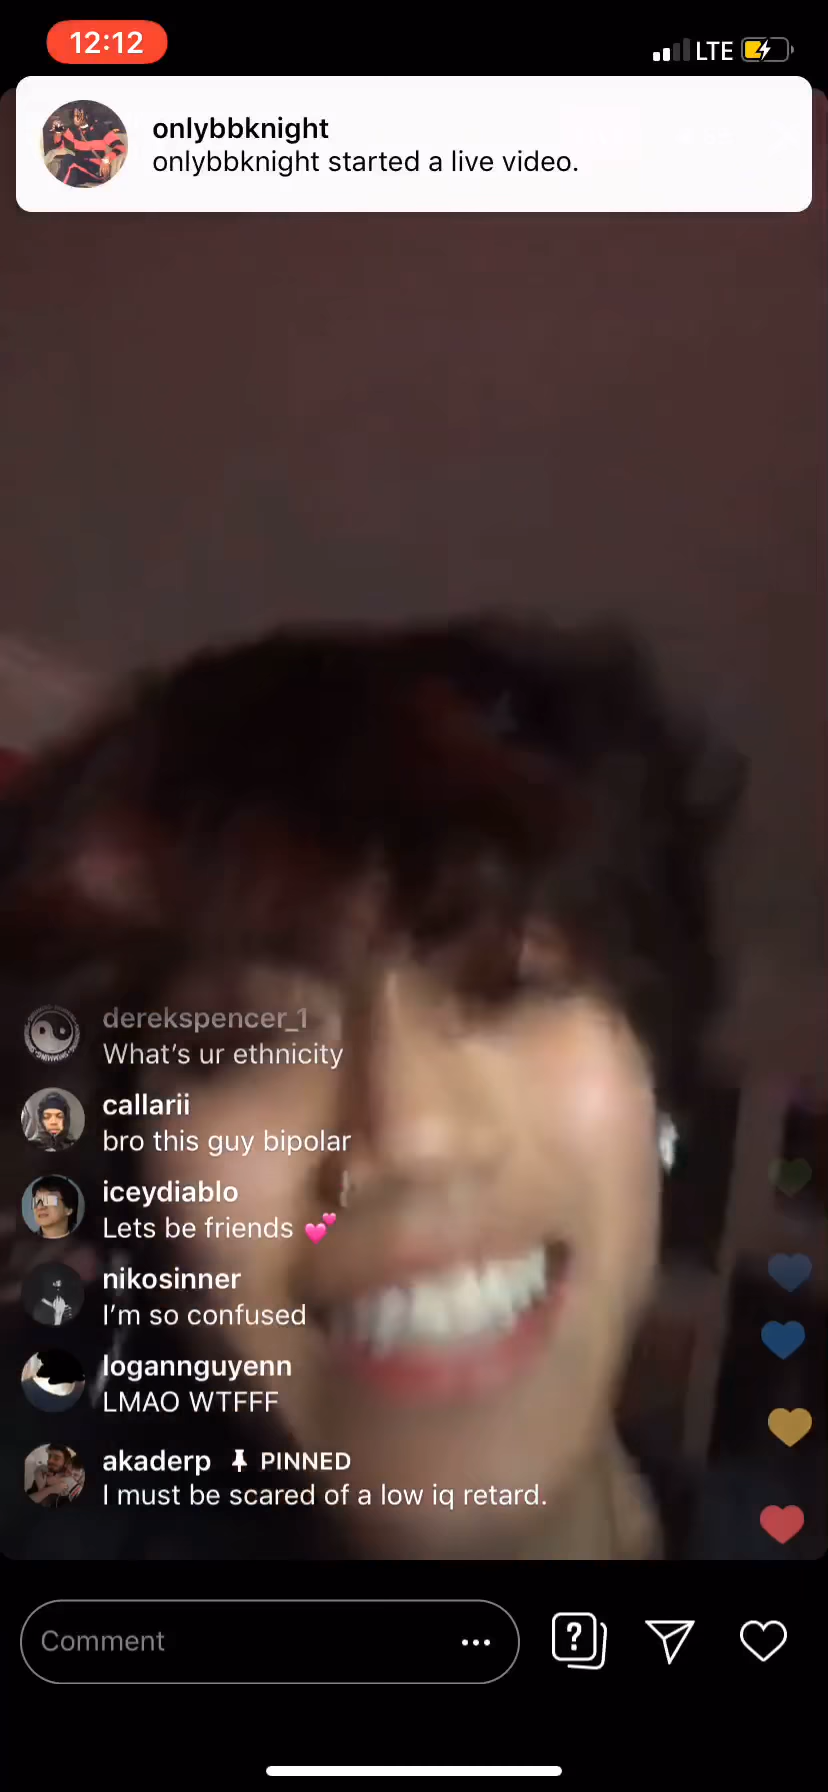 12:12
LTE
onlybbknight
onlybbknight started a live video.
derekspencer_1
What's ur ethnicity
callarii
bro this guy bipolar
iceydiablo
Lets be friends 💕
nikosinner
I'm so confused
logannguyenn
LMAO WTFFF
akaderp 📌 PINNED
I must be scared of a low iq retard.
Comment